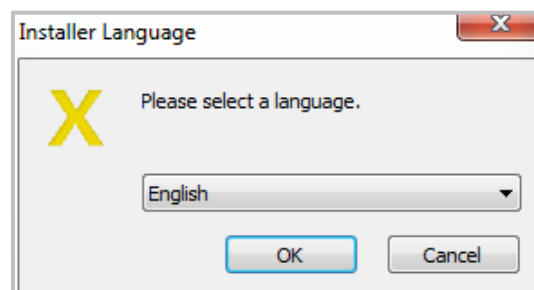 Installer Language
X
Please select a language.
English
OK
Cancel